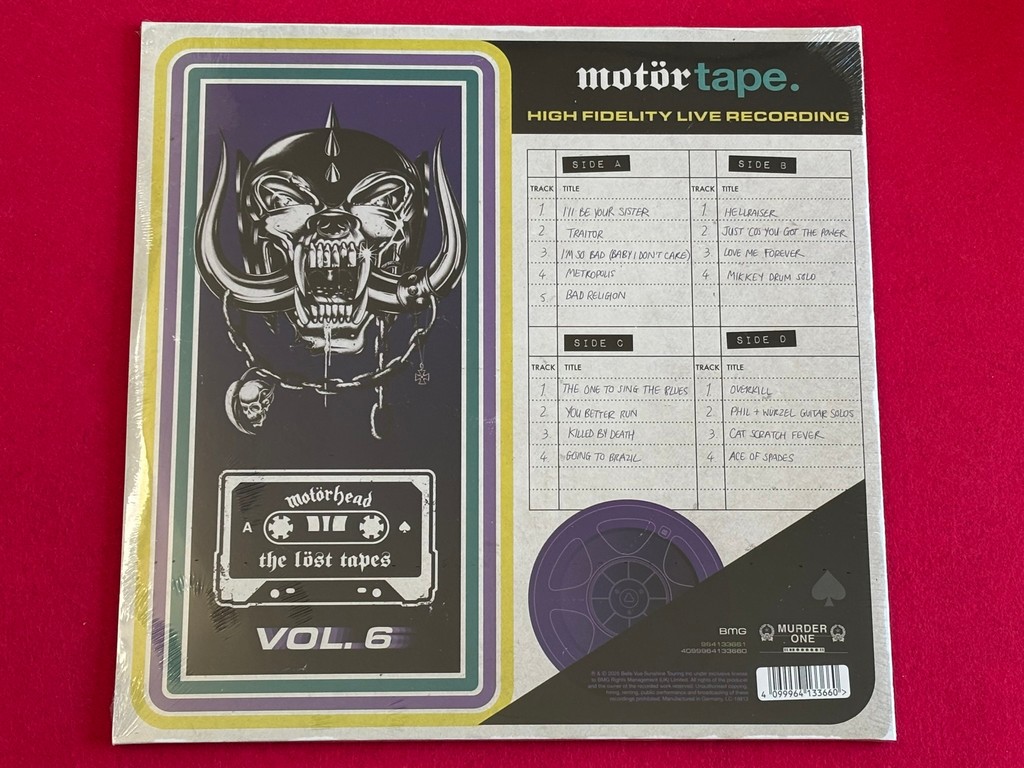 motörtape.
HIGH FIDELITY LIVE RECORDING
SIDE A
TRACK TITLE
1. I'll BE YOUR SISTER
2 TRAITOR
3. I'M SO BAD (BABY I DON'T CARE)
4. METROPOLIS
5. BAD RELIGION
SIDE B
TRACK TITLE
1. HELLRAISER
2. JUST 'COS YOU GOT THE POWER
3. LOVE ME FOREVER
4 MIKKEY DRUM SOLO
SIDE C
TRACK TITLE
1. THE ONE TO SING THE BLUES
2. YOU BETTER RUN
3. KILLED BY DEATH
4. GOING TO BRAZIL
SIDE D
TRACK TITLE
1. OVERKILL
2 PHIL + WÜRZEL GUITAR SOLOS
3 CAT SCRATCH FEVER
4 ACE OF SPADES
motörhead
A
the löst tapes
VOL. 6
BMG
964133661
4099964133660
MURDER
ONE
4 099964 133660 >